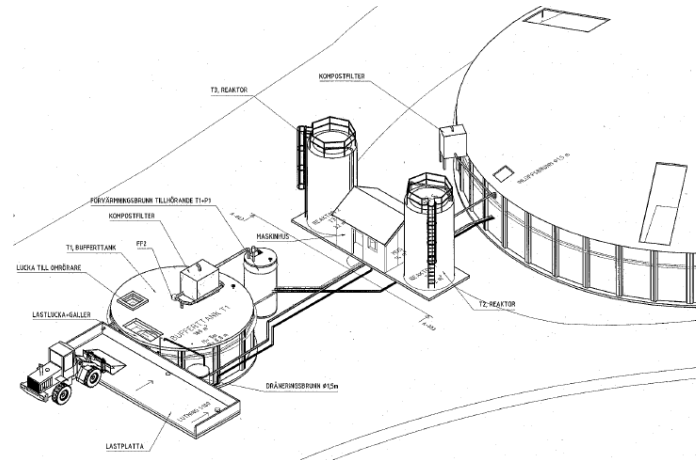 KOMPOSTFILTER
T3, REAKTOR
FÖRVÄRMNINGSBRUNN TILLHÖRANDE T1+P1
KOMPOSTFILTER
MASKINHUS
T1, BUFFERTTANK
FF2
LUCKA TILL OMRÖRARE
BUFFERTTANK T1
LASTLUCKA+GALLER
T2, REAKTOR
DRÄNERINGSBRUNN Ø1,5m
LASTPLATTA